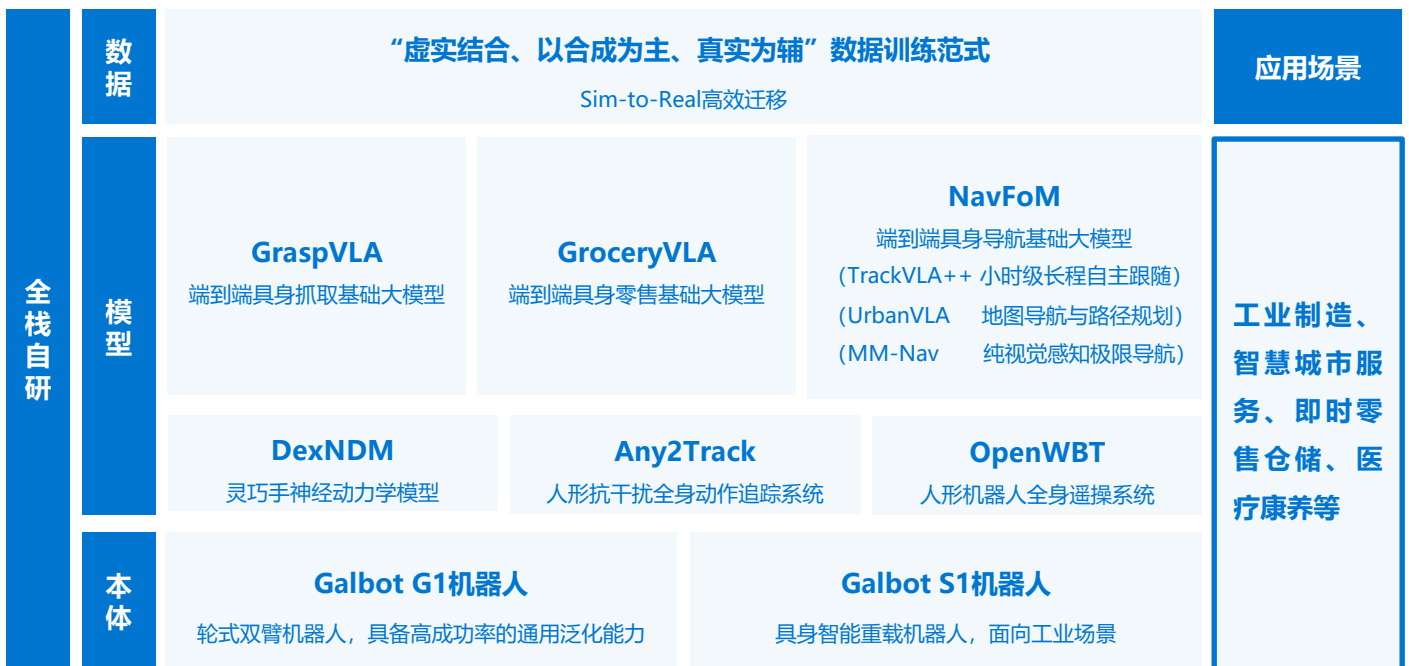 全栈自研
数据
“虚实结合、以合成为主、真实为辅”数据训练范式
Sim-to-Real高效迁移
应用场景
模型
GraspVLA
端到端具身抓取基础大模型
GroceryVLA
端到端具身零售基础大模型
NavFoM
端到端具身导航基础大模型
(TrackVLA++ 小时级长程自主跟随)
(UrbanVLA 地图导航与路径规划)
(MM-Nav 纯视觉感知极限导航)
DexNDM
灵巧手神经动力学模型
Any2Track
人形抗干扰全身动作追踪系统
OpenWBT
人形机器人全身遥操系统
工业制造、
智慧城市服
务、即时零
售仓储、医
疗康养等
本体
Galbot G1机器人
轮式双臂机器人，具备高成功率的通用泛化能力
Galbot S1机器人
具身智能重载机器人，面向工业场景